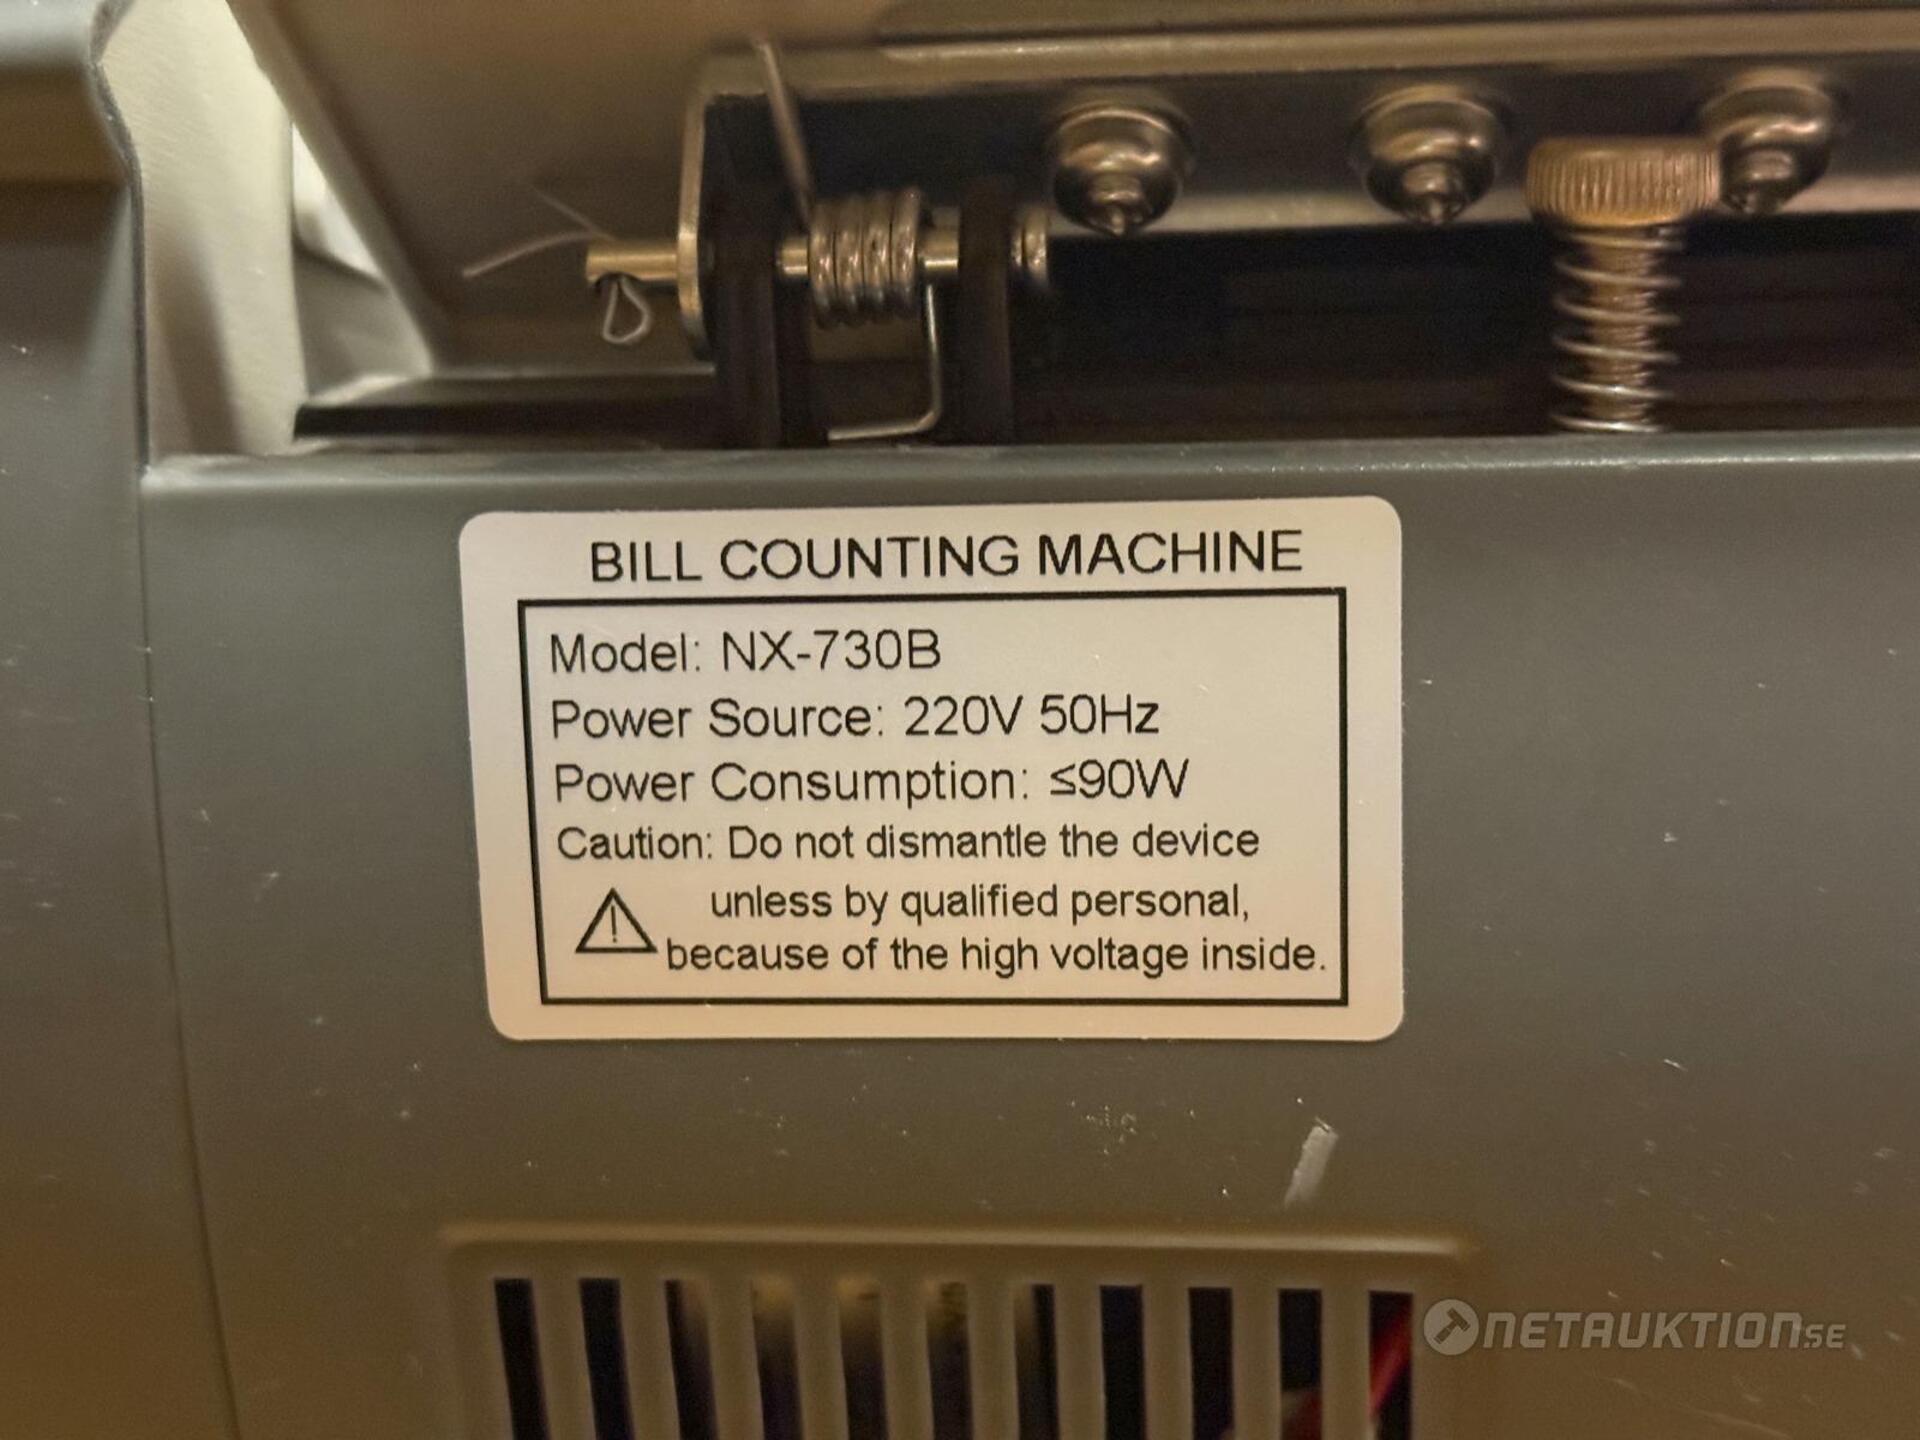 BILL COUNTING MACHINE
Model: NX-730B
Power Source: 220V 50Hz
Power Consumption: ≤90W
Caution: Do not dismantle the device
unless by qualified personal,
because of the high voltage inside.
NETAUKTION.SE